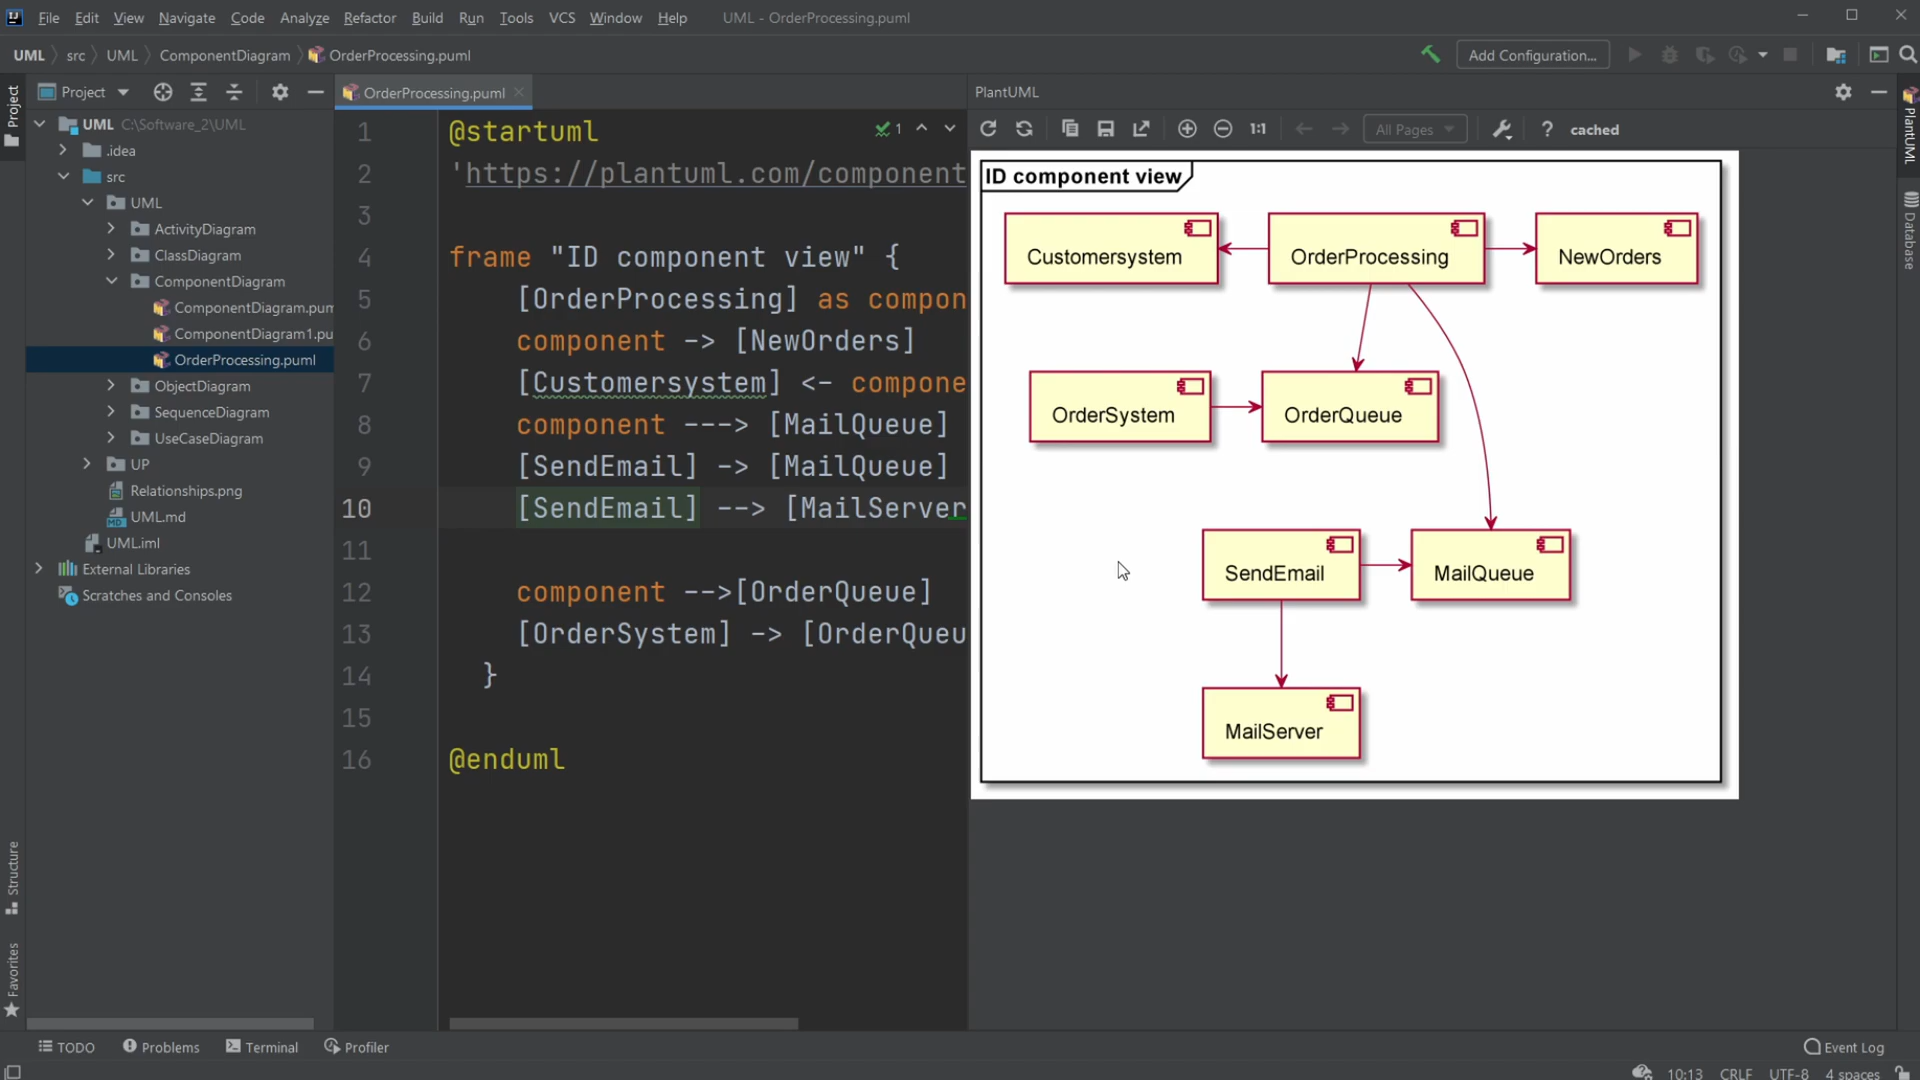 File Edit View Navigate Code Analyze Refactor Build Run Tools VCS Window Help UML - OrderProcessing.puml
UML src UML ComponentDiagram OrderProcessing.puml Add Configuration...
Project
Project
OrderProcessing.puml
PlantUML
UML C:\Software_2\UML
.idea
src
UML
ActivityDiagram
ClassDiagram
ComponentDiagram
ComponentDiagram.pum
ComponentDiagram1.pu
OrderProcessing.puml
ObjectDiagram
SequenceDiagram
UseCaseDiagram
UP
Relationships.png
UML.md
UML.iml
External Libraries
Scratches and Consoles
1 @startuml
1
2 'https://plantuml.com/component
3
4 frame "ID component view" {
5 [OrderProcessing] as compon
6 component -> [NewOrders]
7 [Customersystem] <- compone
8 component ---> [MailQueue]
9 [SendEmail] -> [MailQueue]
10 [SendEmail] --> [MailServer
11
12 component -->[OrderQueue]
13 [OrderSystem] -> [OrderQueu
14 }
15
16 @enduml
1:1 All Pages ? cached
ID component view
Customersystem OrderProcessing NewOrders
OrderSystem OrderQueue
SendEmail MailQueue
MailServer
PlantUML
Database
Structure
Favorites
TODO Problems Terminal Profiler Event Log
10:13 CRLF UTF-8 4 spaces